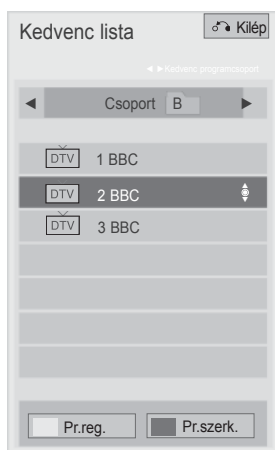 Kedvenc lista
Kilép
◄ ►Kedvenc programcsoport
◄ Csoport B ►
DTV 1 BBC
DTV 2 BBC
DTV 3 BBC
Pr.reg. Pr.szerk.